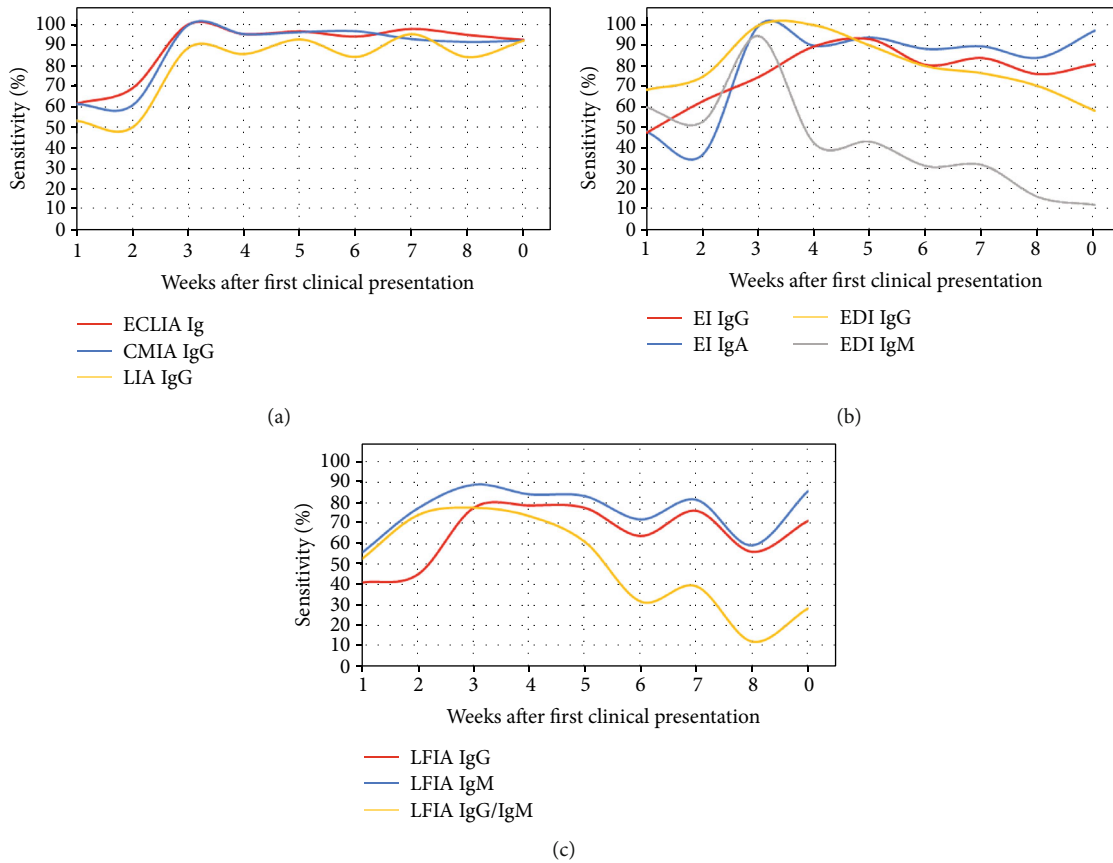 100
90
80
70
60
50
40
30
20
10
0
Sensitivity (%)
1 2 3 4 5 6 7 8 0
Weeks after first clinical presentation
ECLIA Ig
CMIA IgG
LIA IgG
(a)
100
90
80
70
60
50
40
30
20
10
0
Sensitivity (%)
1 2 3 4 5 6 7 8 0
Weeks after first clinical presentation
EI IgG EDI IgG
EI IgA EDI IgM
(b)
100
90
80
70
60
50
40
30
20
10
0
Sensitivity (%)
1 2 3 4 5 6 7 8 0
Weeks after first clinical presentation
LFIA IgG
LFIA IgM
LFIA IgG/IgM
(c)